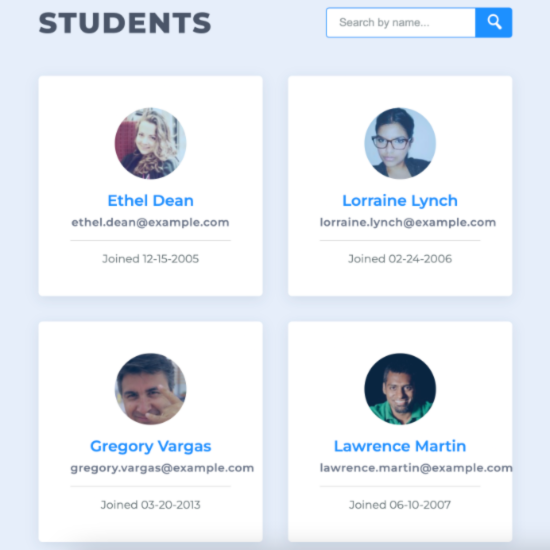 STUDENTS
Search by name...
Ethel Dean
ethel.dean@example.com
Joined 12-15-2005
Lorraine Lynch
lorraine.lynch@example.com
Joined 02-24-2006
Gregory Vargas
gregory.vargas@example.com
Joined 03-20-2013
Lawrence Martin
lawrence.martin@example.com
Joined 06-10-2007